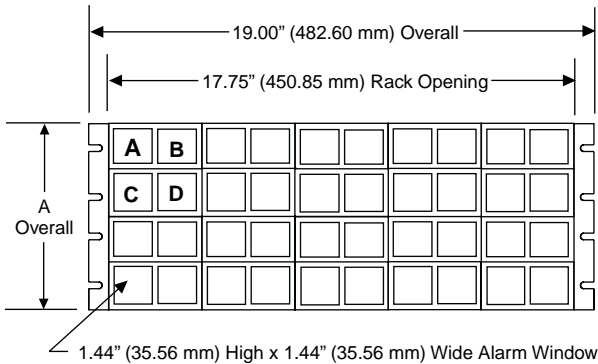 19.00” (482.60 mm) Overall
17.75” (450.85 mm) Rack Opening
A B
C D
A
Overall
1.44” (35.56 mm) High x 1.44” (35.56 mm) Wide Alarm Window